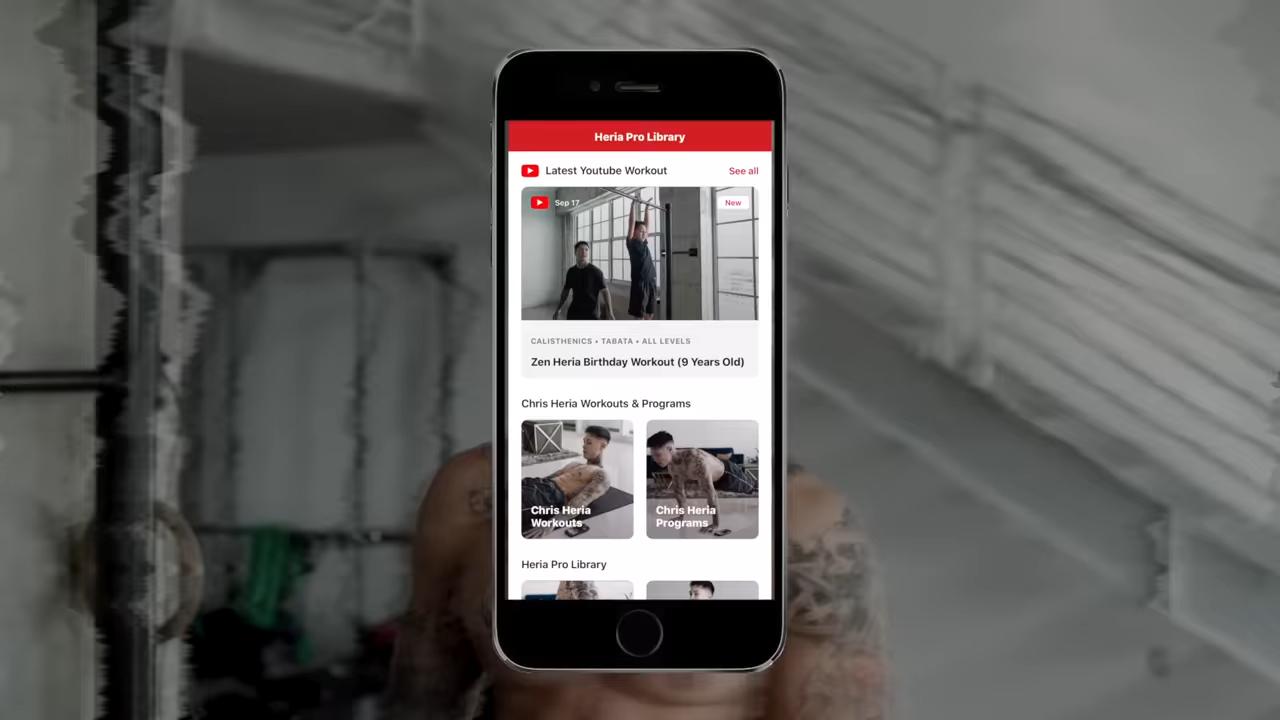 Heria Pro Library
Latest Youtube Workout
See all
Sep 17
New
CALISTHENICS • TABATA • ALL LEVELS
Zen Heria Birthday Workout (9 Years Old)
Chris Heria Workouts & Programs
Chris Heria
Workouts
Chris Heria
Programs
Heria Pro Library